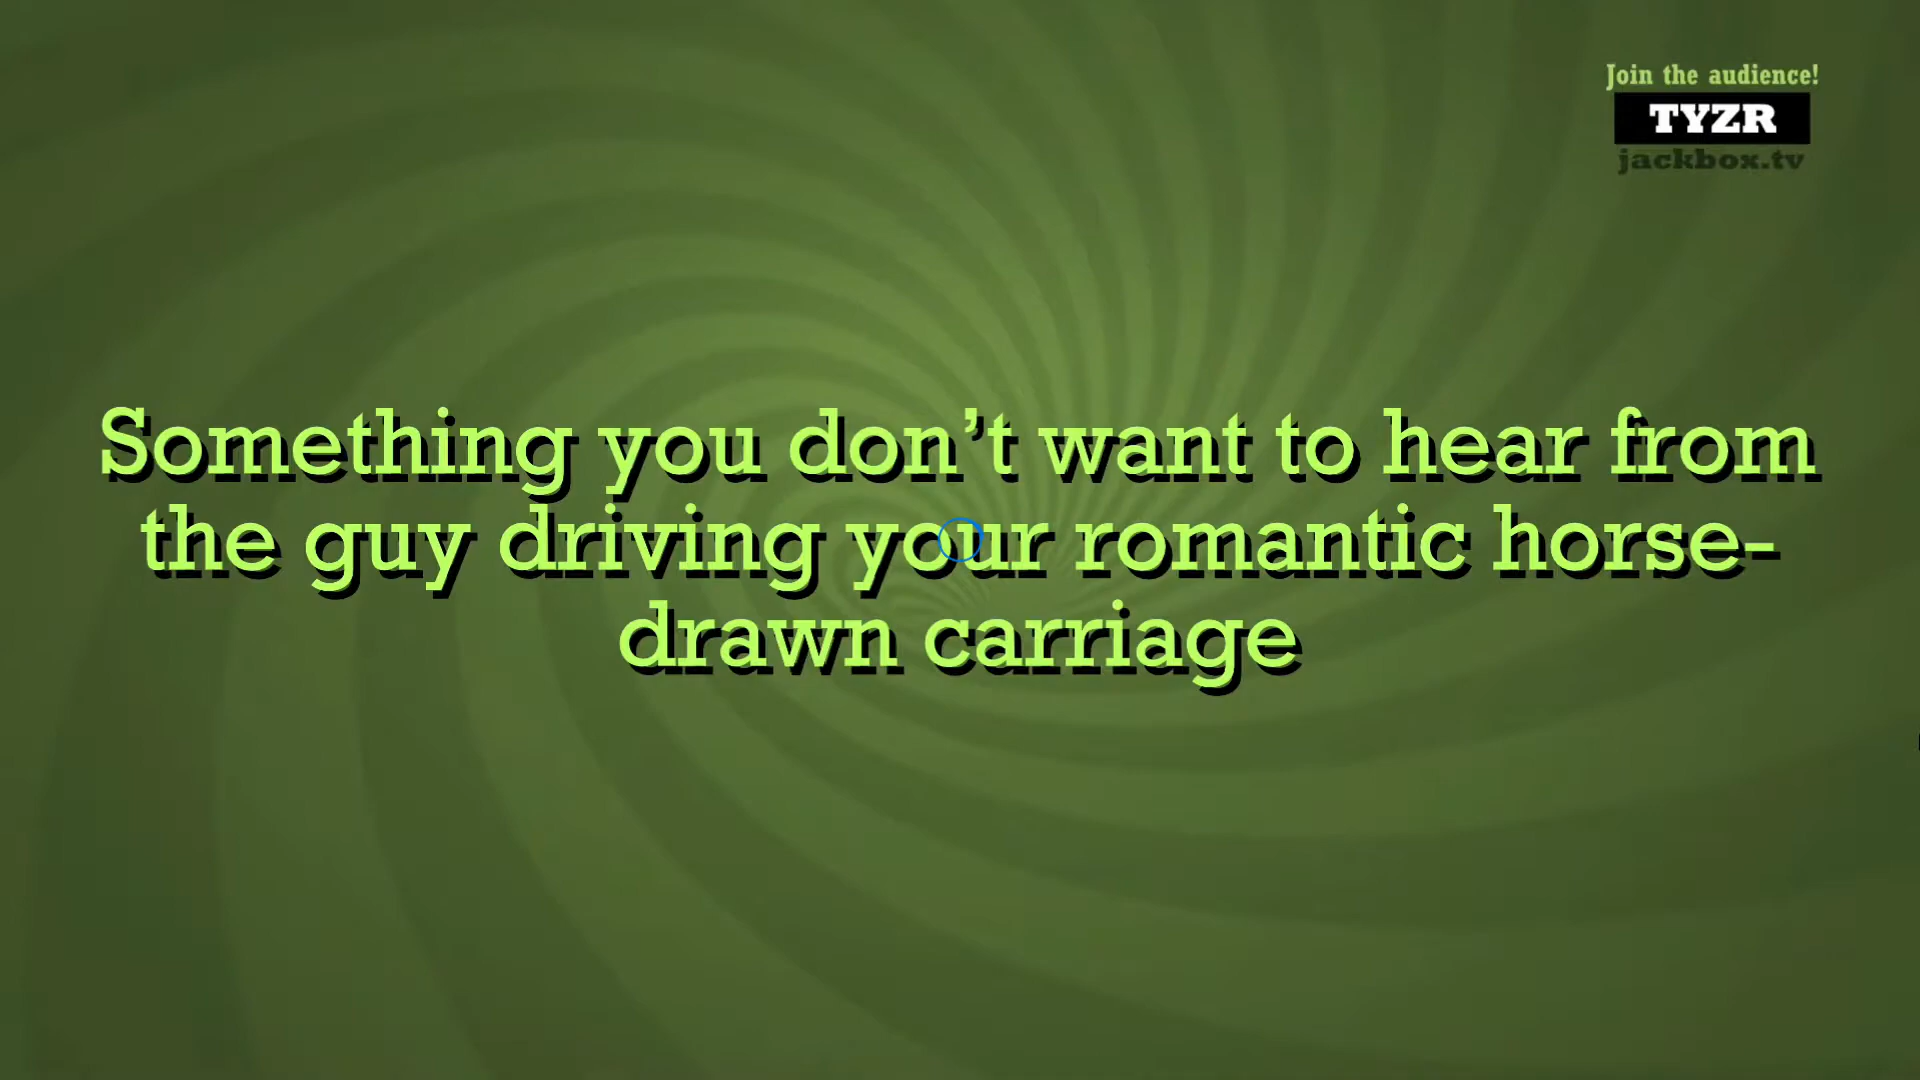 Join the audience!
TYZR
jackbox.tv
Something you don’t want to hear from
the guy driving your romantic horse-
drawn carriage